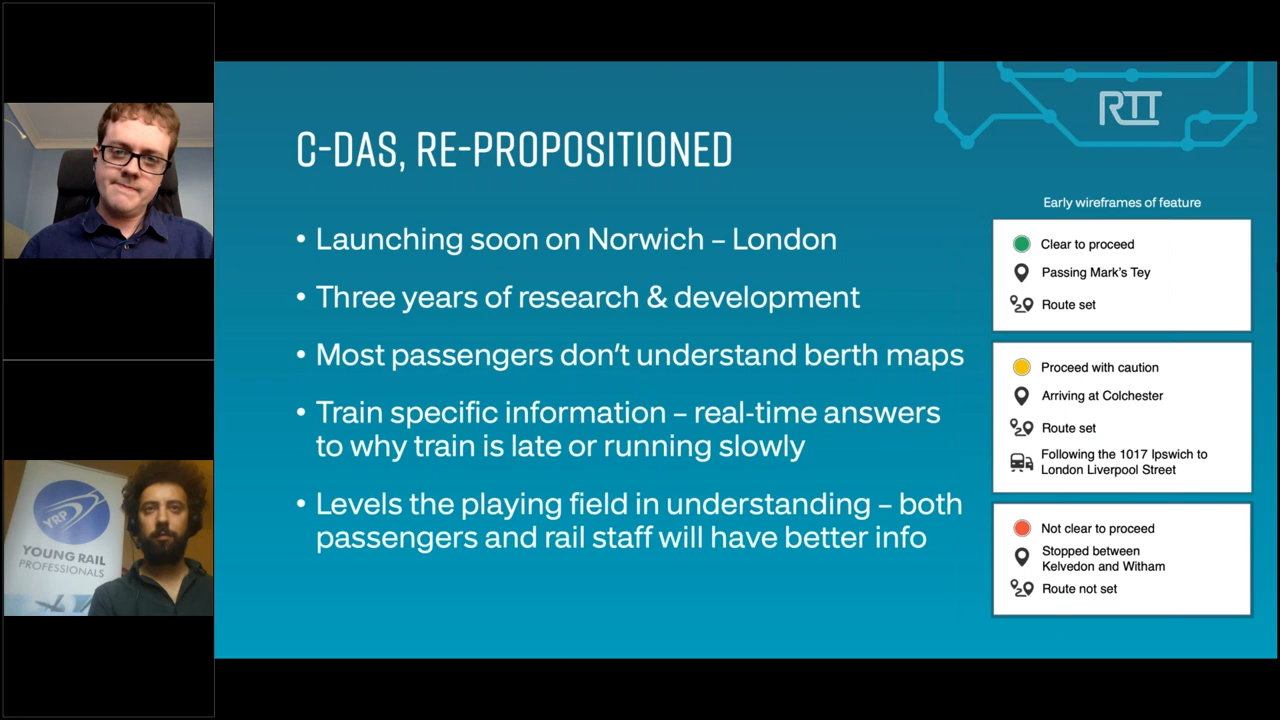 C-DAS, RE-PROPOSITIONED
RTT
• Launching soon on Norwich – London
• Three years of research & development
• Most passengers don't understand berth maps
• Train specific information – real-time answers
to why train is late or running slowly
• Levels the playing field in understanding – both
passengers and rail staff will have better info
Early wireframes of feature
Clear to proceed
Passing Mark's Tey
Route set
Proceed with caution
Arriving at Colchester
Route set
Following the 1017 Ipswich to
London Liverpool Street
Not clear to proceed
Stopped between
Kelvedon and Witham
Route not set
YRP
YOUNG RAIL
PROFESSIONALS